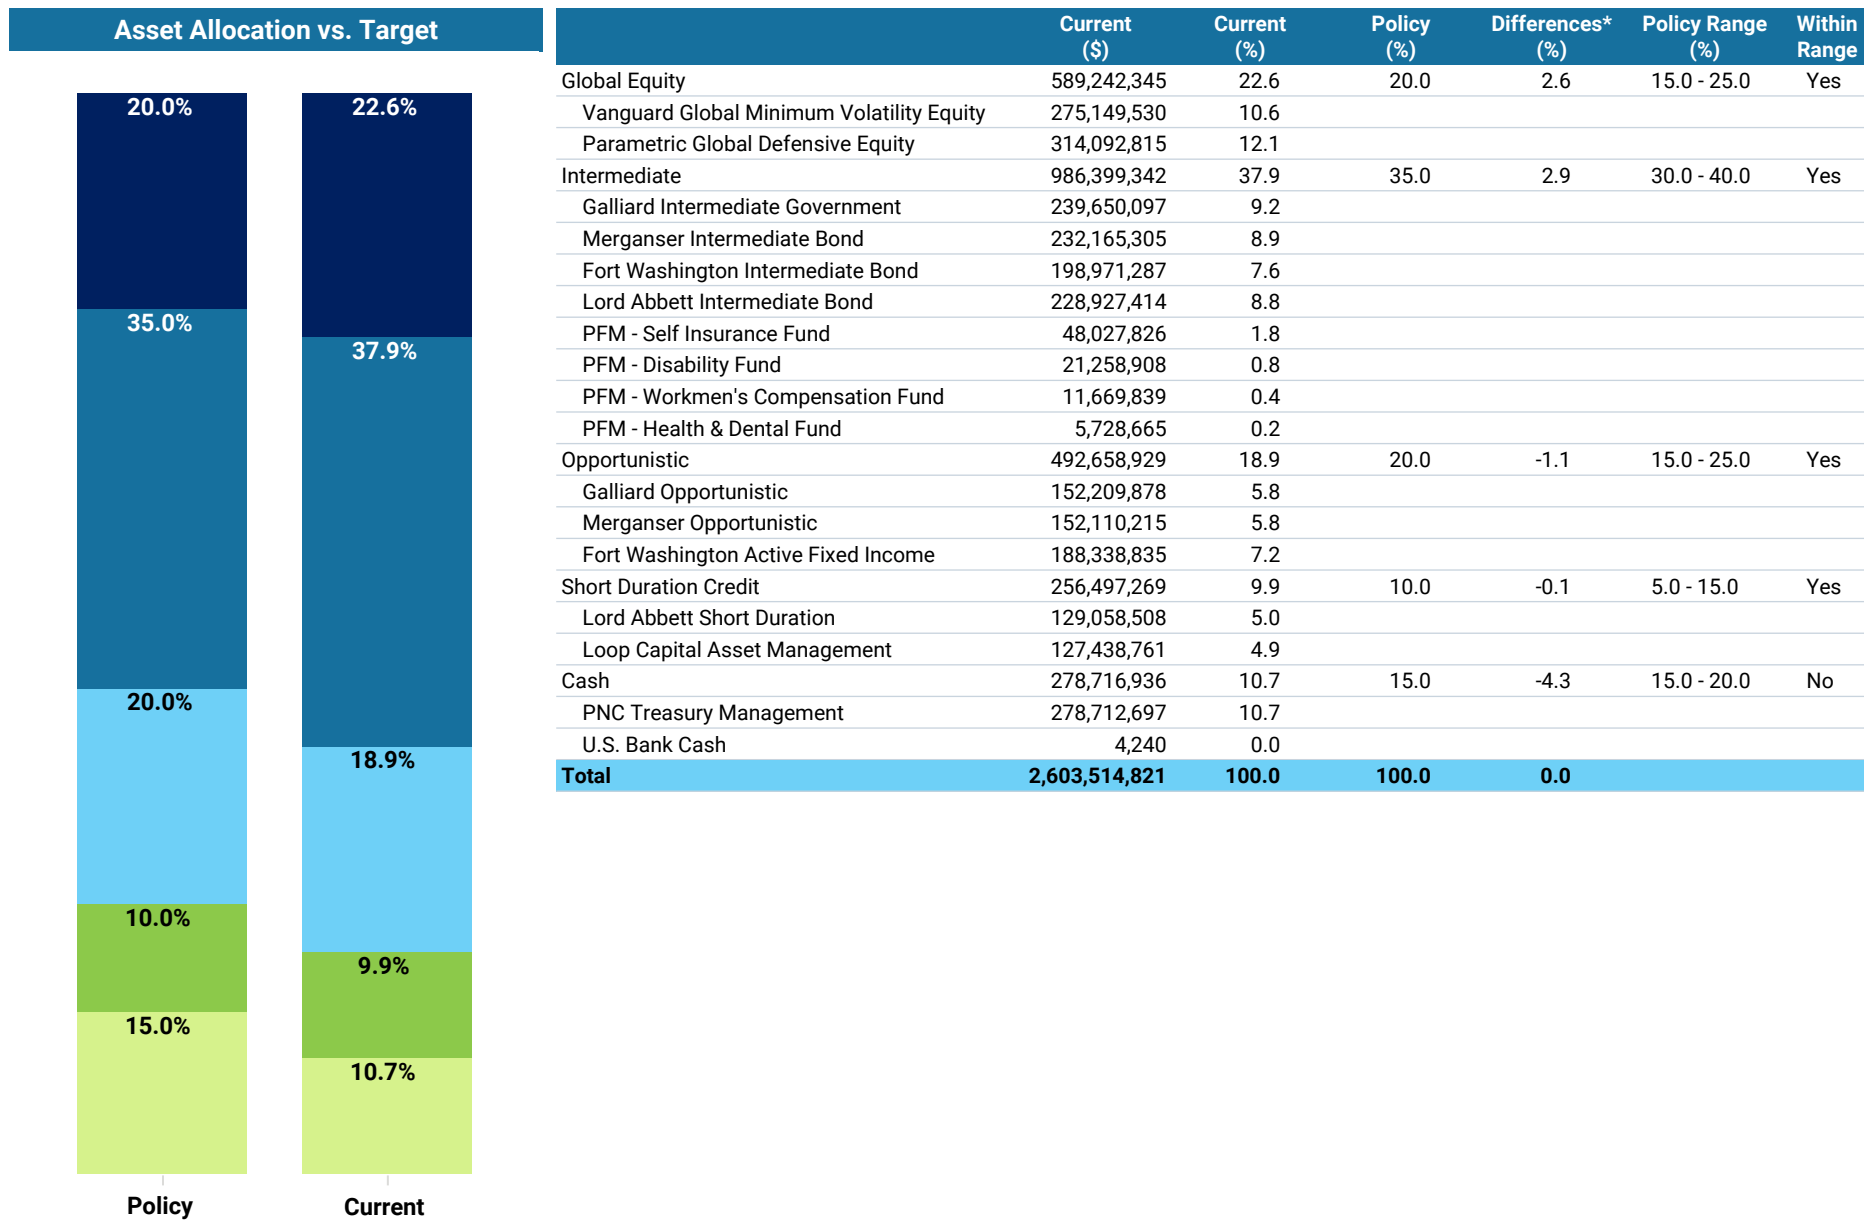 Asset Allocation vs. Target
20.0%
35.0%
20.0%
10.0%
15.0%
Policy
22.6%
37.9%
18.9%
9.9%
10.7%
Current
Current ($) Current (%) Policy (%) Differences* (%) Policy Range (%) Within Range
Global Equity 589,242,345 22.6 20.0 2.6 15.0 - 25.0 Yes
Vanguard Global Minimum Volatility Equity 275,149,530 10.6
Parametric Global Defensive Equity 314,092,815 12.1
Intermediate 986,399,342 37.9 35.0 2.9 30.0 - 40.0 Yes
Galliard Intermediate Government 239,650,097 9.2
Merganser Intermediate Bond 232,165,305 8.9
Fort Washington Intermediate Bond 198,971,287 7.6
Lord Abbett Intermediate Bond 228,927,414 8.8
PFM - Self Insurance Fund 48,027,826 1.8
PFM - Disability Fund 21,258,908 0.8
PFM - Workmen's Compensation Fund 11,669,839 0.4
PFM - Health & Dental Fund 5,728,665 0.2
Opportunistic 492,658,929 18.9 20.0 -1.1 15.0 - 25.0 Yes
Galliard Opportunistic 152,209,878 5.8
Merganser Opportunistic 152,110,215 5.8
Fort Washington Active Fixed Income 188,338,835 7.2
Short Duration Credit 256,497,269 9.9 10.0 -0.1 5.0 - 15.0 Yes
Lord Abbett Short Duration 129,058,508 5.0
Loop Capital Asset Management 127,438,761 4.9
Cash 278,716,936 10.7 15.0 -4.3 15.0 - 20.0 No
PNC Treasury Management 278,712,697 10.7
U.S. Bank Cash 4,240 0.0
Total 2,603,514,821 100.0 100.0 0.0